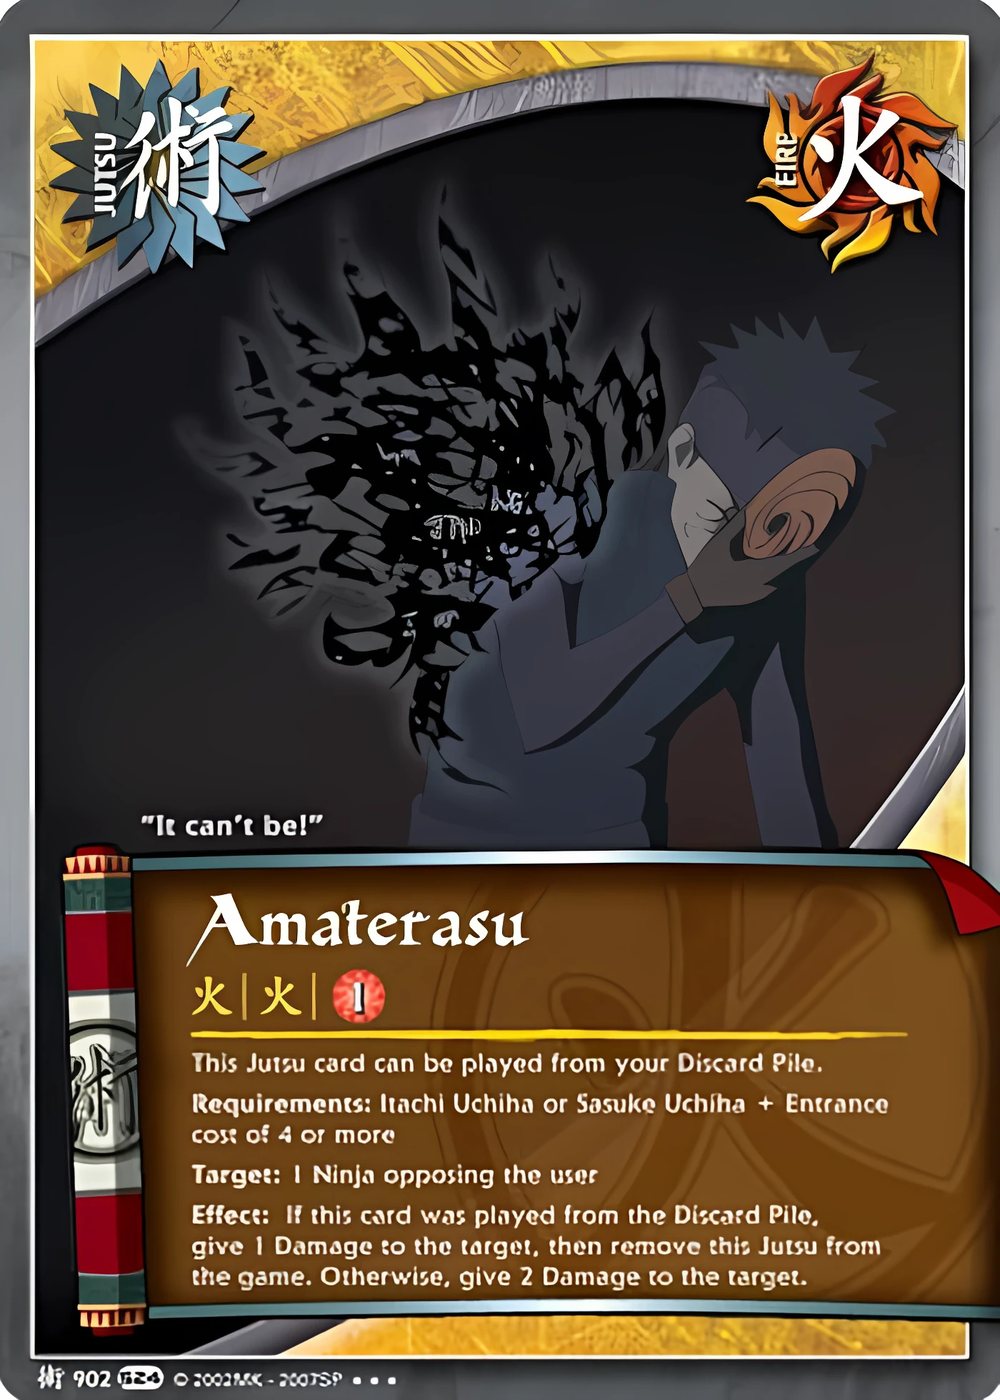 JUTSU
術
FIRE
火
"It can't be!"
Amaterasu
火|火| 1
This Jutsu card can be played from your Discard Pile.
Requirements: Itachi Uchiha or Sasuke Uchiha + Entrance
cost of 4 or more
Target: 1 Ninja opposing the user
Effect: If this card was played from the Discard Pile,
give 1 Damage to the target, then remove this Jutsu from
the game. Otherwise, give 2 Damage to the target.
術
術 902